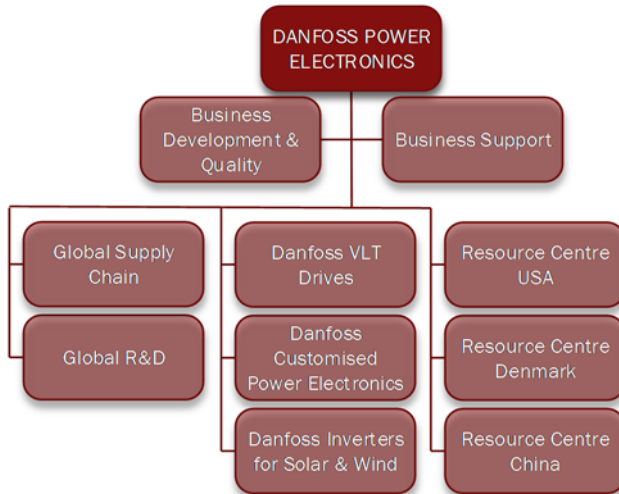 DANFOSS POWER
ELECTRONICS
Business
Development &
Quality
Business Support
Global Supply
Chain
Danfoss VLT
Drives
Resource Centre
USA
Global R&D
Danfoss
Customised
Power Electronics
Resource Centre
Denmark
Danfoss Inverters
for Solar & Wind
Resource Centre
China